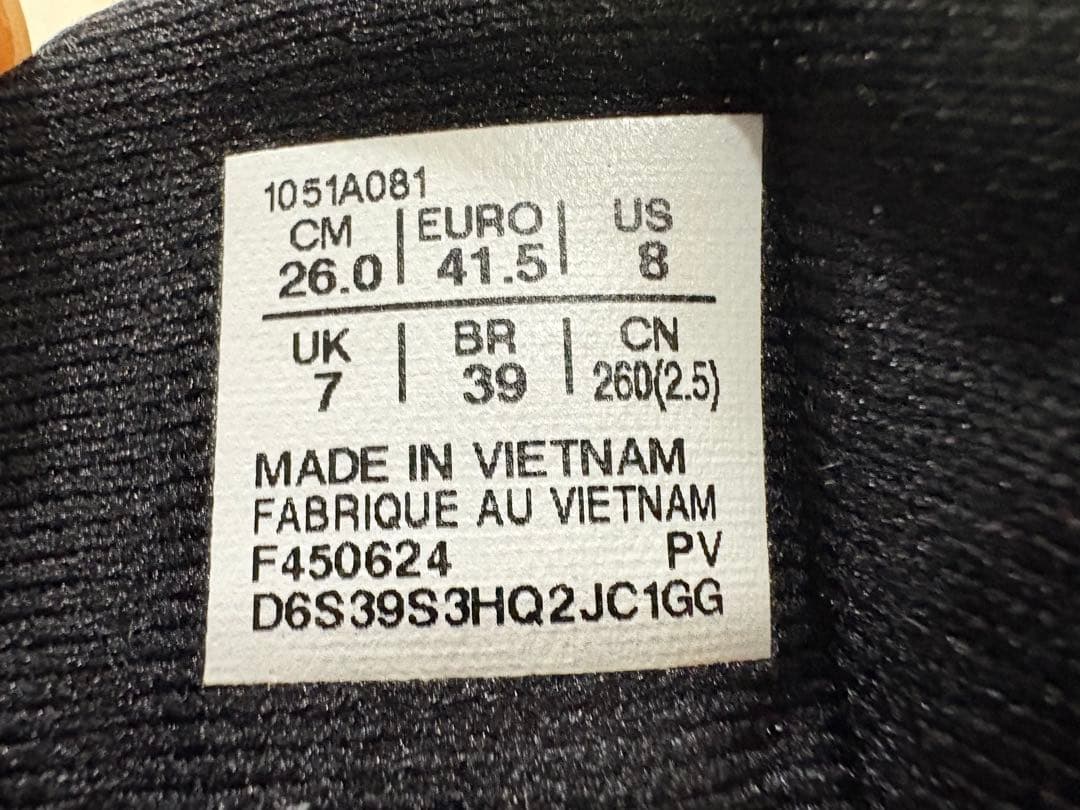 1051A081
CM | EURO | US
26.0 | 41.5 | 8
UK | BR | CN
7 | 39 | 260(2.5)
MADE IN VIETNAM
FABRIQUE AU VIETNAM
F450624 PV
D6S39S3HQ2JC1GG